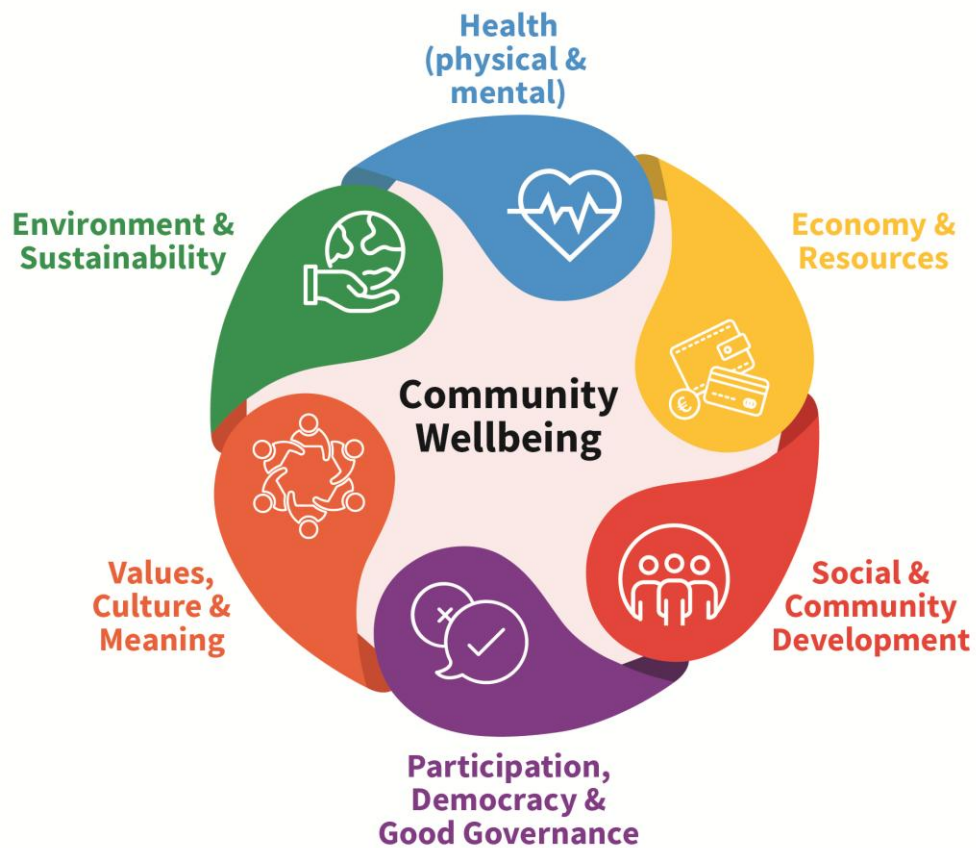 Health
(physical &
mental)
Environment &
Sustainability
Economy &
Resources
Community
Wellbeing
€
Values,
Culture &
Meaning
Social &
Community
Development
Participation,
Democracy &
Good Governance